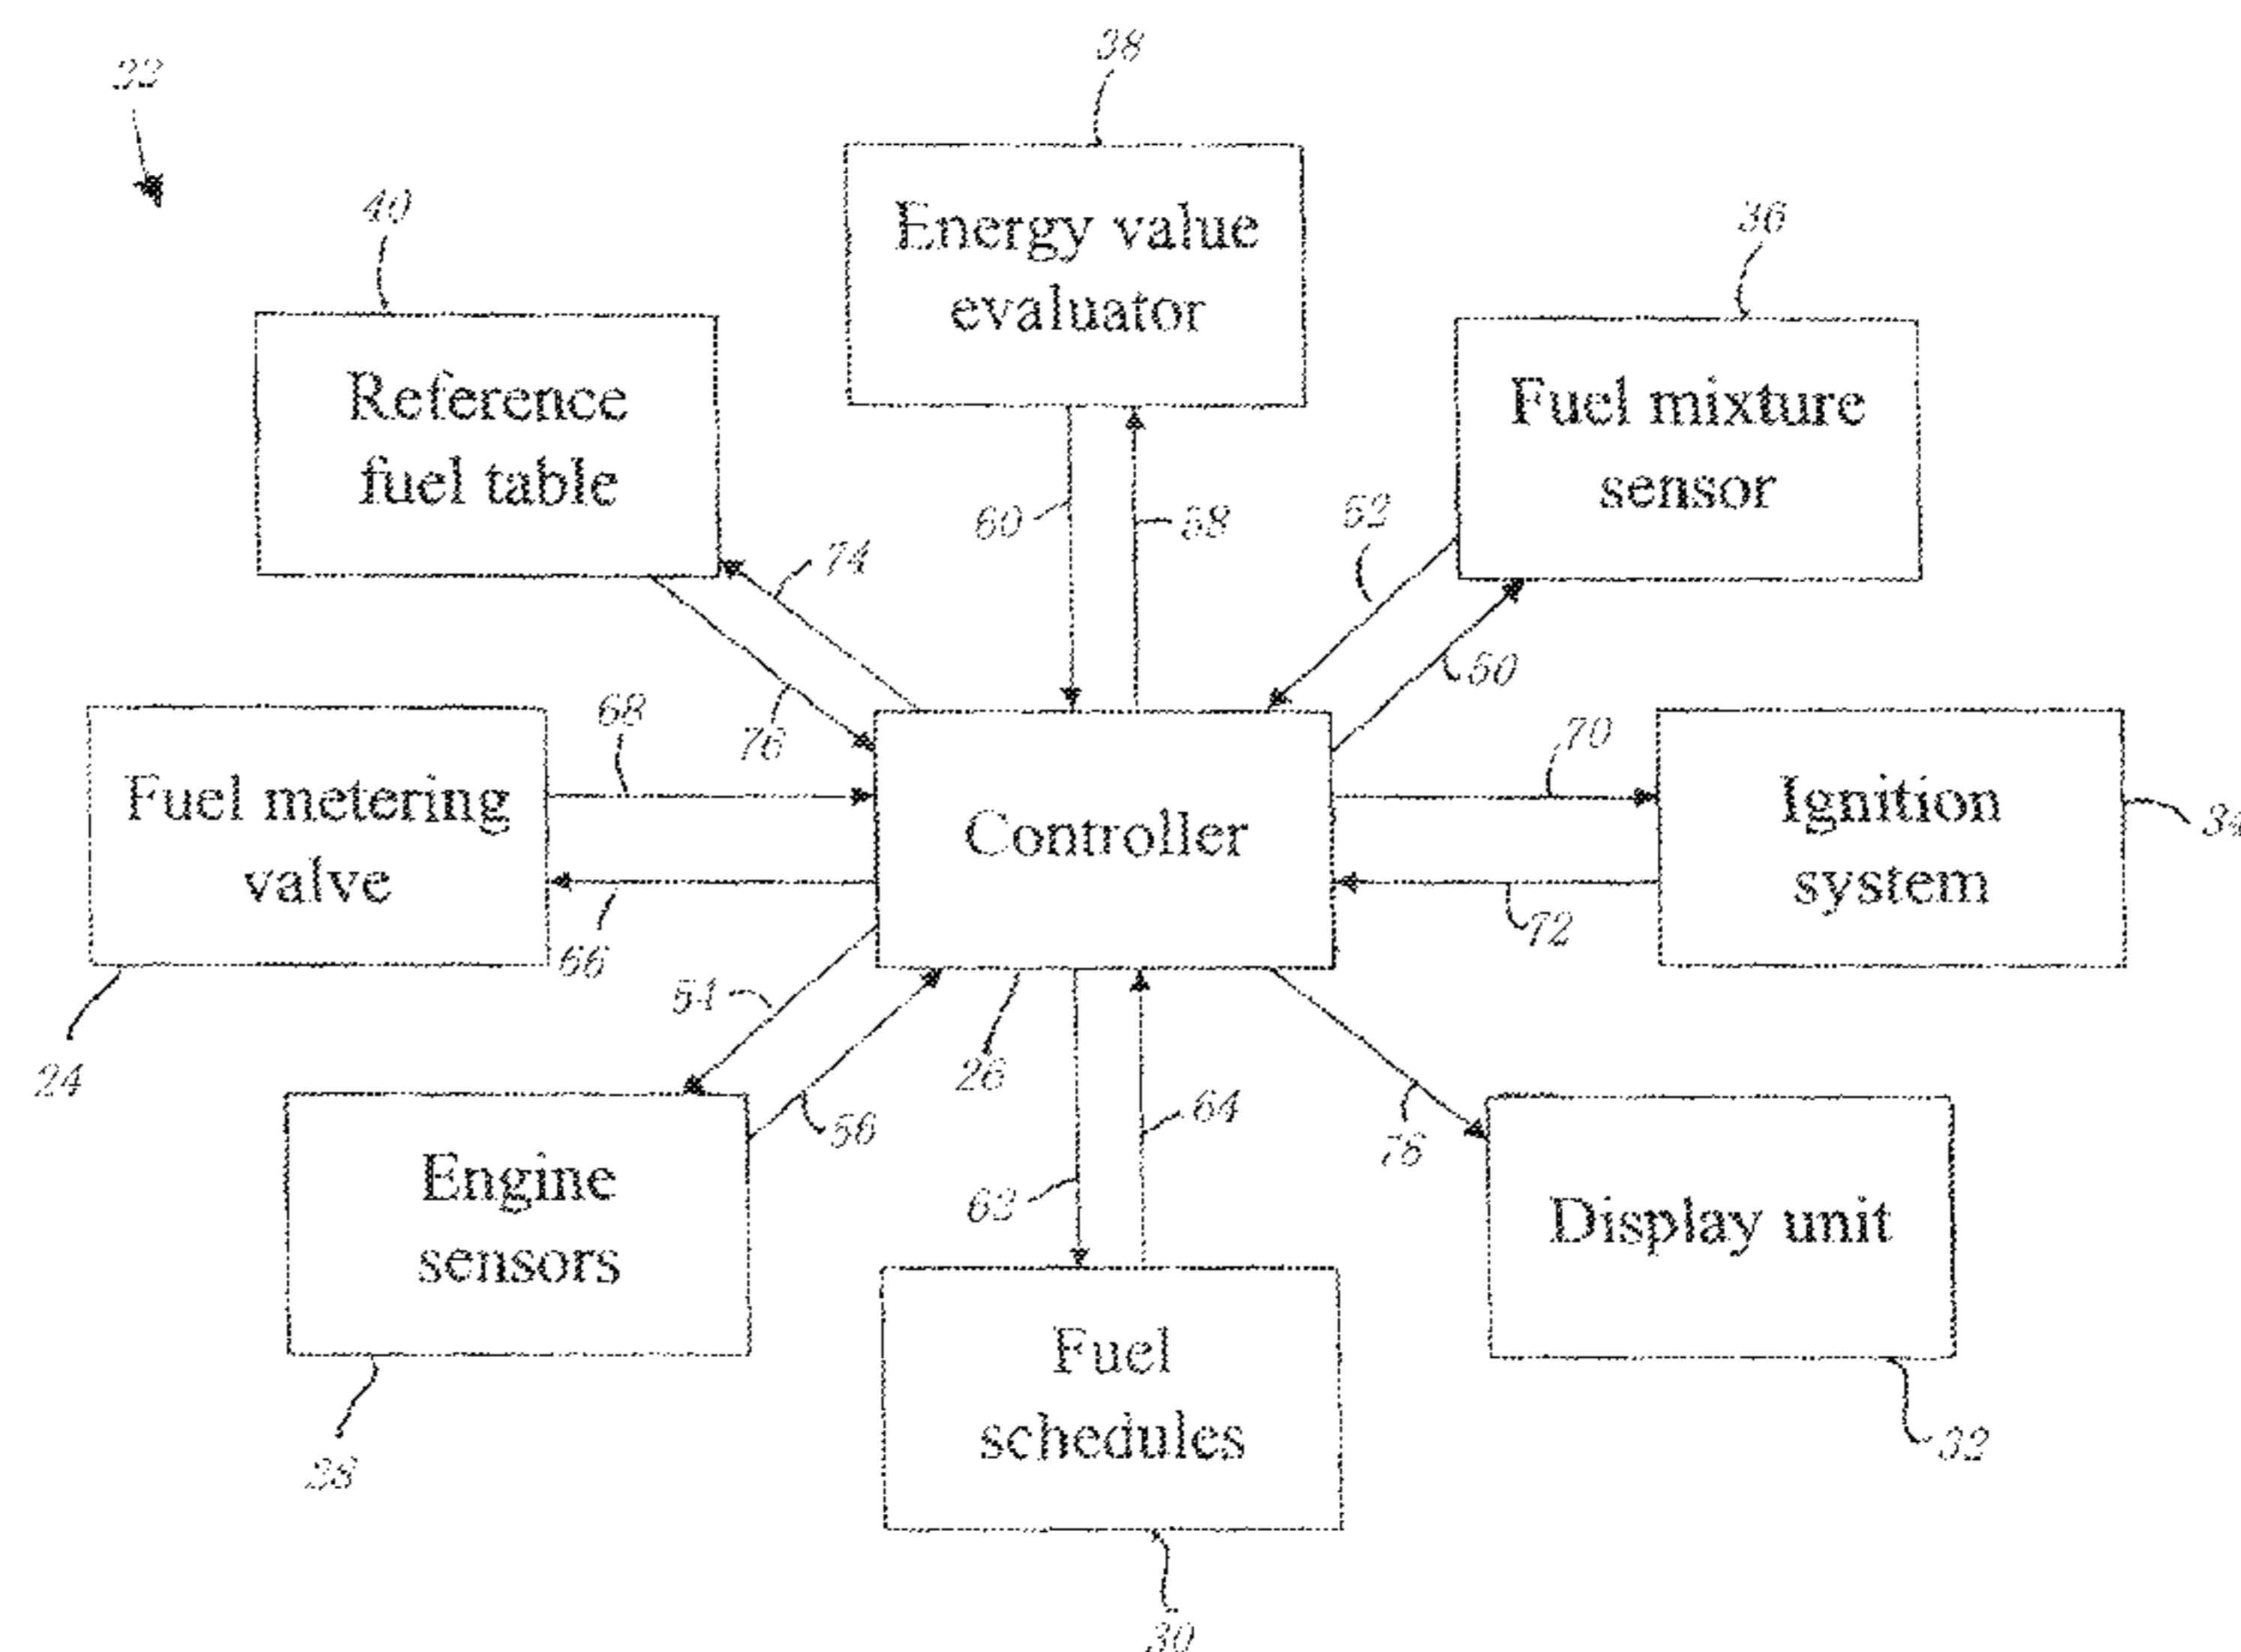 22
38
40
36
Energy value
evaluator
Reference
fuel table
Fuel mixture
sensor
60
58
52
74
50
76
68
70
Fuel metering
valve
Controller
Ignition
system
34
66
72
54
24
26
56
64
62
Engine
sensors
Display unit
Fuel
schedules
28
32
30